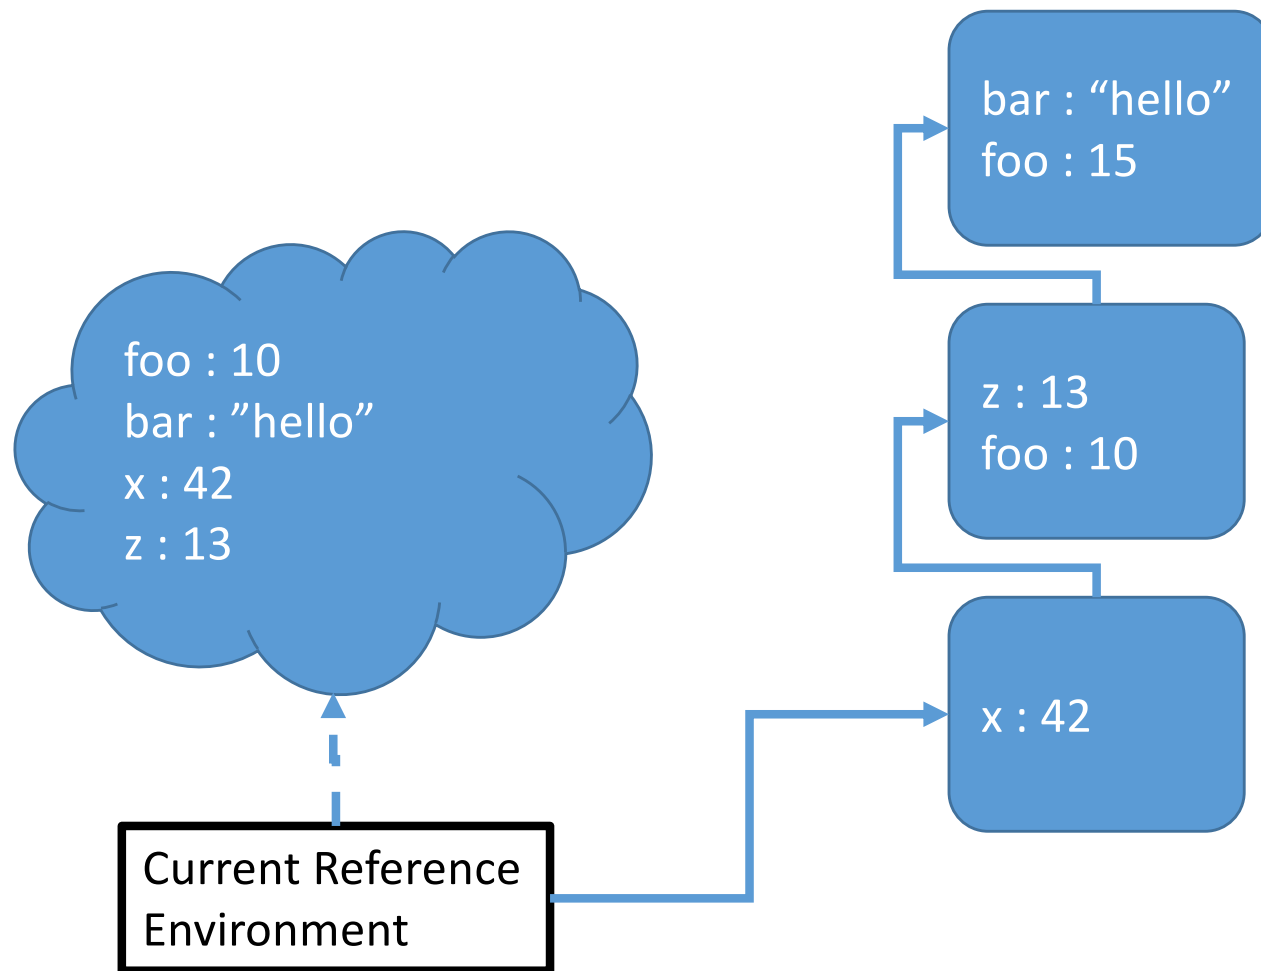 foo : 10
bar : ”hello”
x : 42
z : 13
Current Reference
Environment
bar : “hello”
foo : 15
z : 13
foo : 10
x : 42